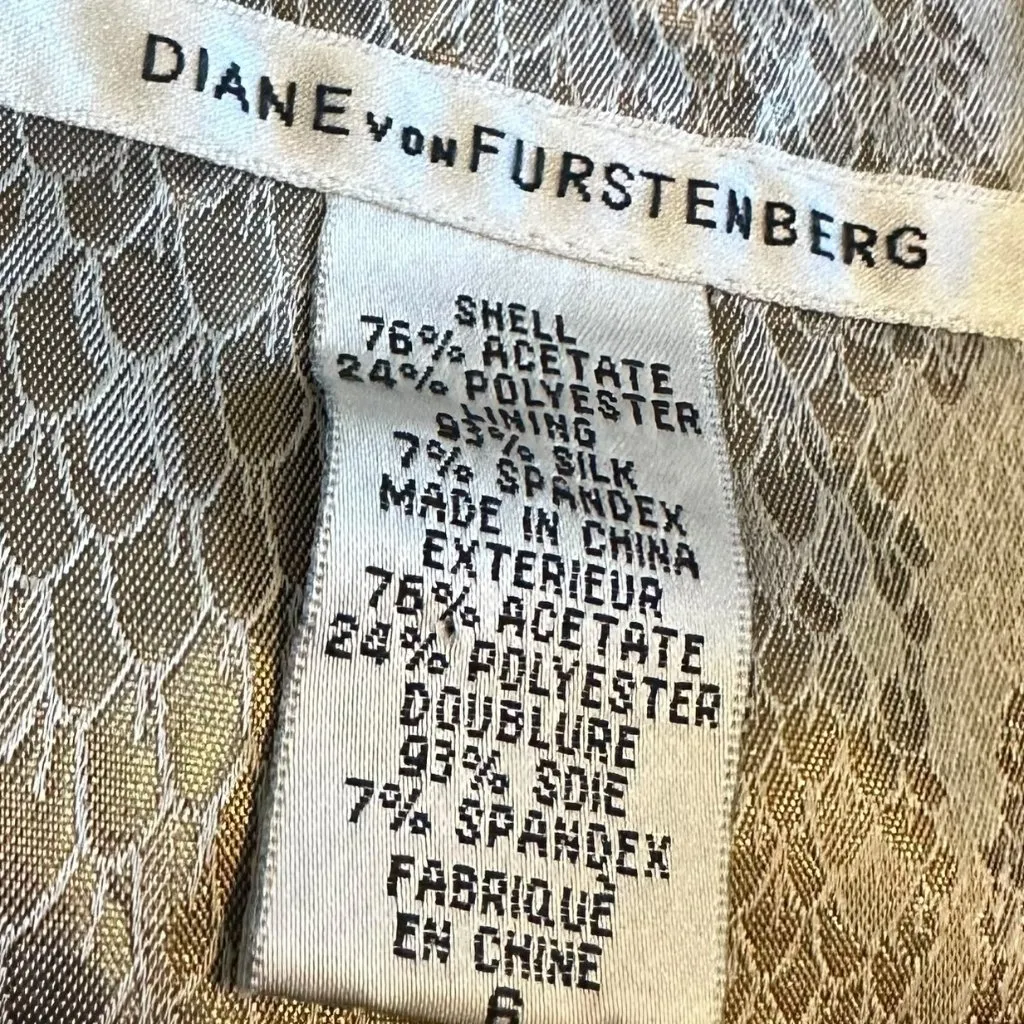 DIANE VON FURSTENBERG
SHELL
76% ACETATE
24% POLYESTER
LINING
93% SILK
7% SPANDEX
MADE IN CHINA
EXTERIEUR
76% ACETATE
24% POLYESTER
DOUBLURE
93% SOIE
7% SPANDEX
FABRIQUÉ
EN CHINE
6